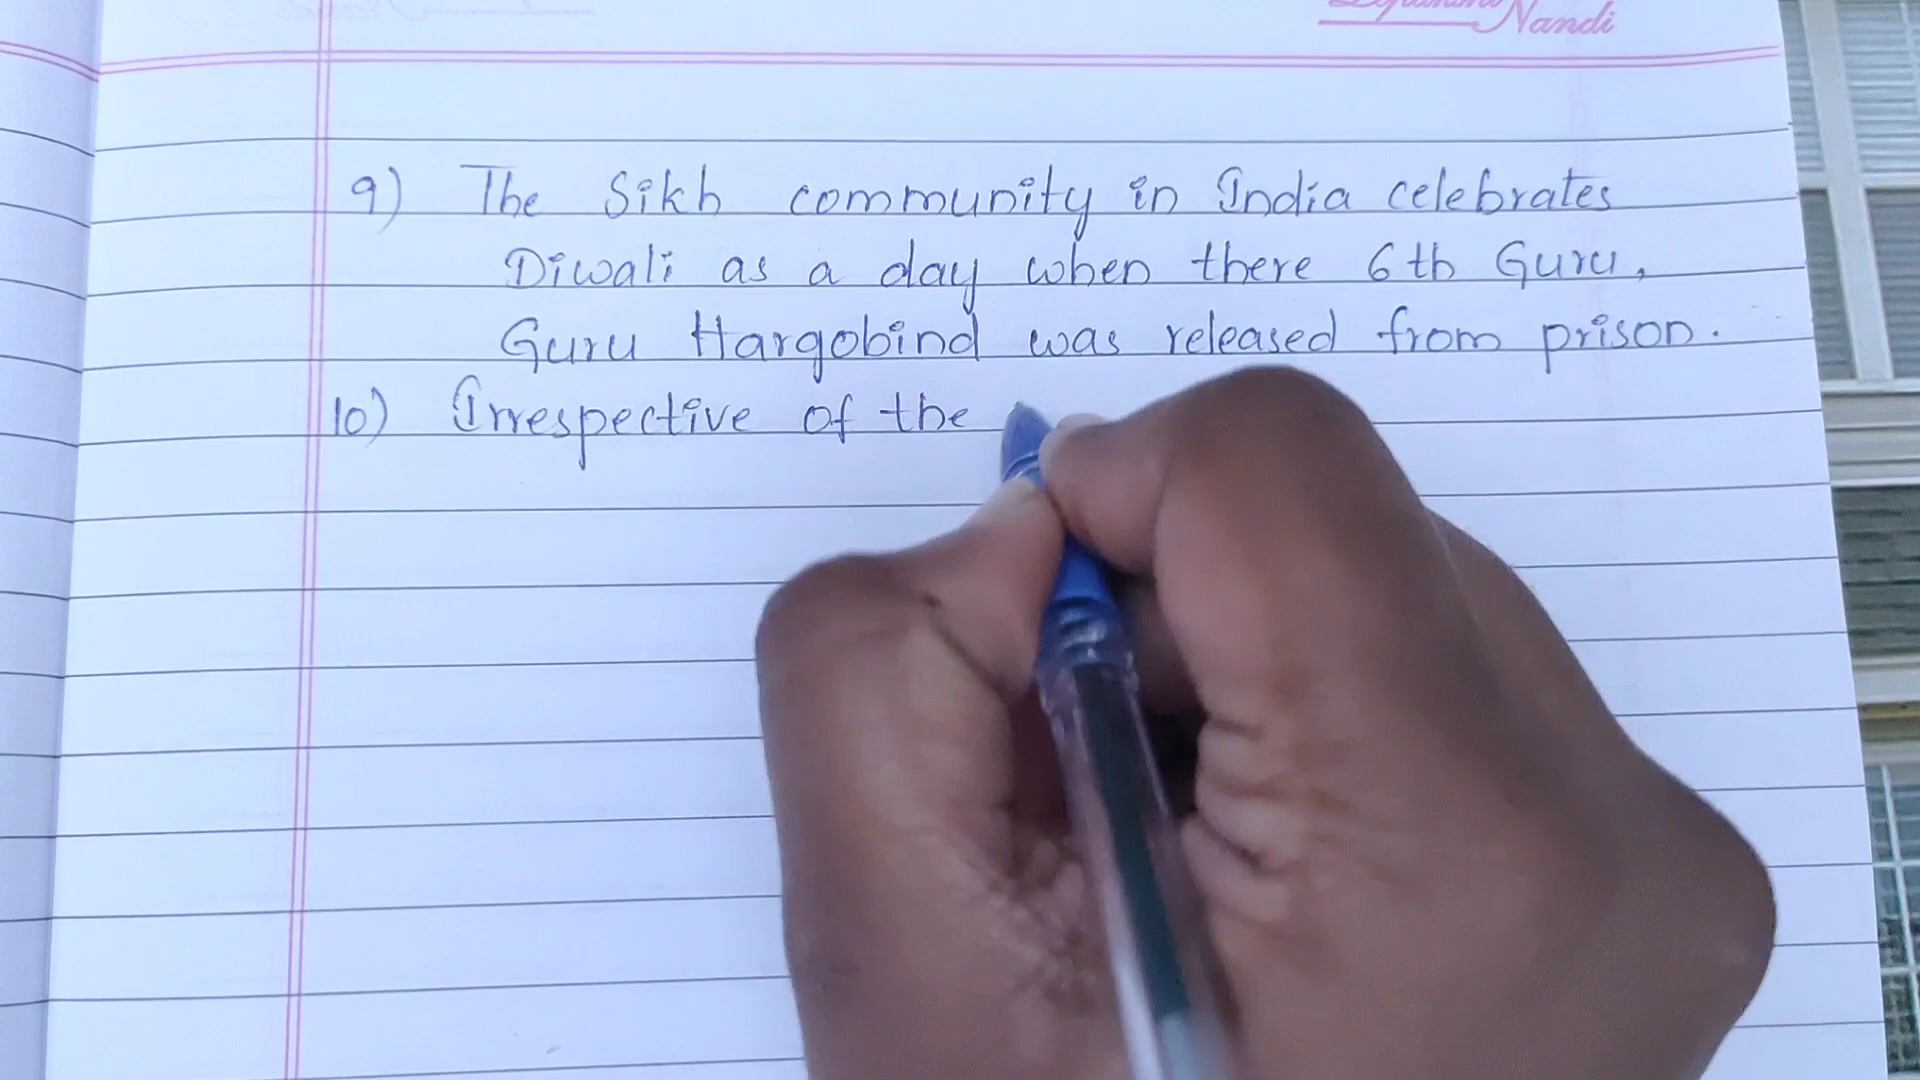 Nandi
9) The Sikh community in India celebrates
Diwali as a day when there 6th Guru,
Guru Hargobind was released from prison.
10) Irrespective of the